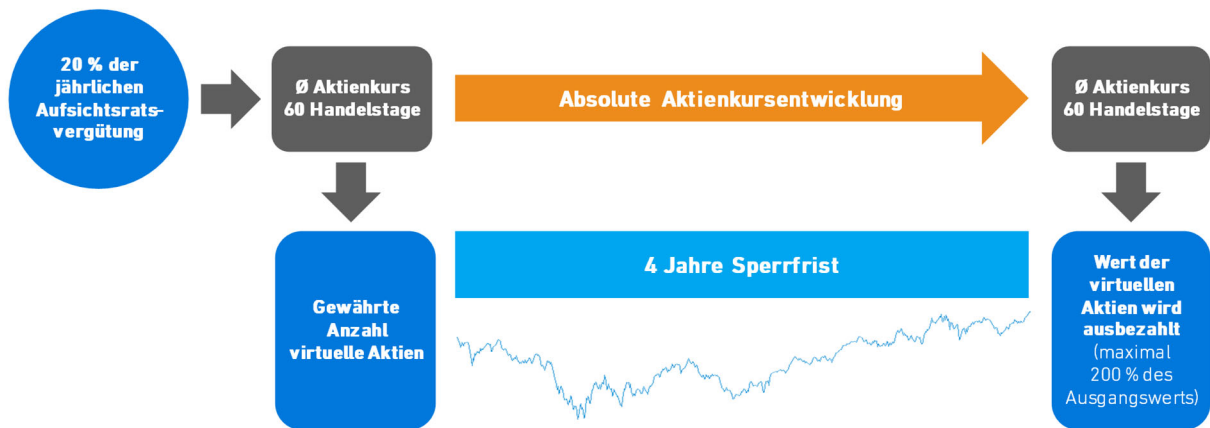 20 % der
jährlichen
Aufsichtsrats-
vergütung
Ø Aktienkurs
60 Handelstage
Absolute Aktienkursentwicklung
Ø Aktienkurs
60 Handelstage
Gewährte
Anzahl
virtuelle Aktien
4 Jahre Sperrfrist
Wert der
virtuellen
Aktien wird
ausbezahlt
(maximal
200 % des
Ausgangswerts)